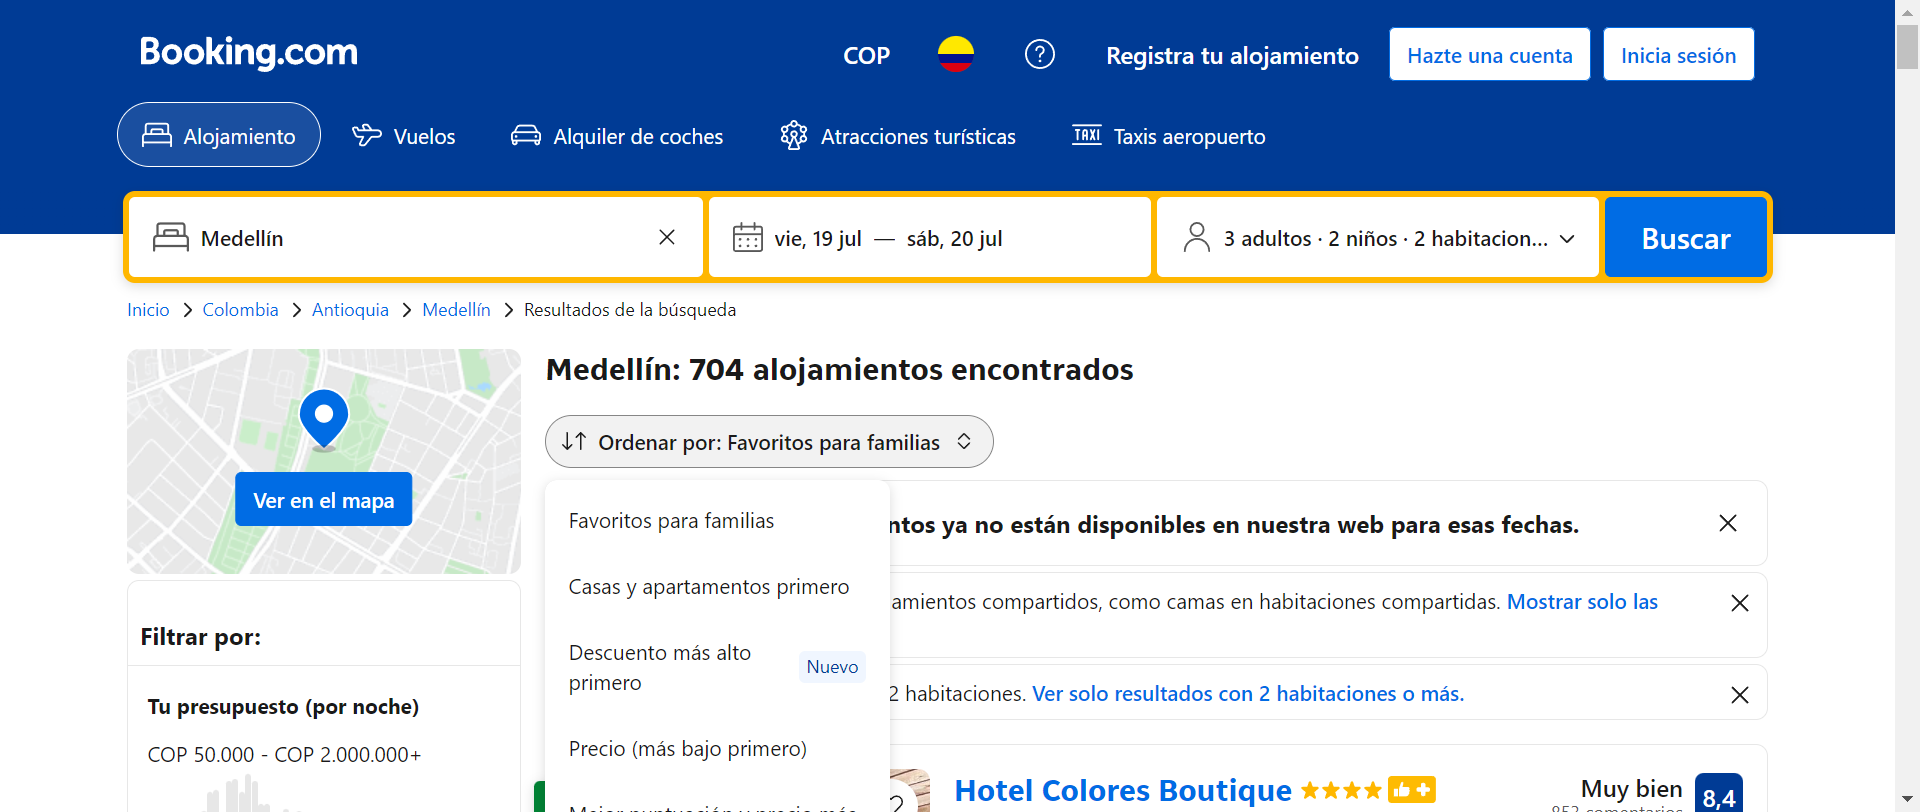 Booking.com
COP
Registra tu alojamiento
Hazte una cuenta
Inicia sesión
Alojamiento
Vuelos
Alquiler de coches
Atracciones turísticas
TAXI
Taxis aeropuerto
Medellín
vie, 19 jul — sáb, 20 jul
3 adultos · 2 niños · 2 habitacion...
Buscar
Inicio
Colombia
Antioquia
Medellín
Resultados de la búsqueda
Ver en el mapa
Medellín: 704 alojamientos encontrados
Ordenar por: Favoritos para familias
Favoritos para familias
Casas y apartamentos primero
Descuento más alto
primero
Nuevo
Precio (más bajo primero)
ntos ya no están disponibles en nuestra web para esas fechas.
amientos compartidos, como camas en habitaciones compartidas. Mostrar solo las
2 habitaciones. Ver solo resultados con 2 habitaciones o más.
Filtrar por:
Tu presupuesto (por noche)
COP 50.000 - COP 2.000.000+
Hotel Colores Boutique
Muy bien
8,4